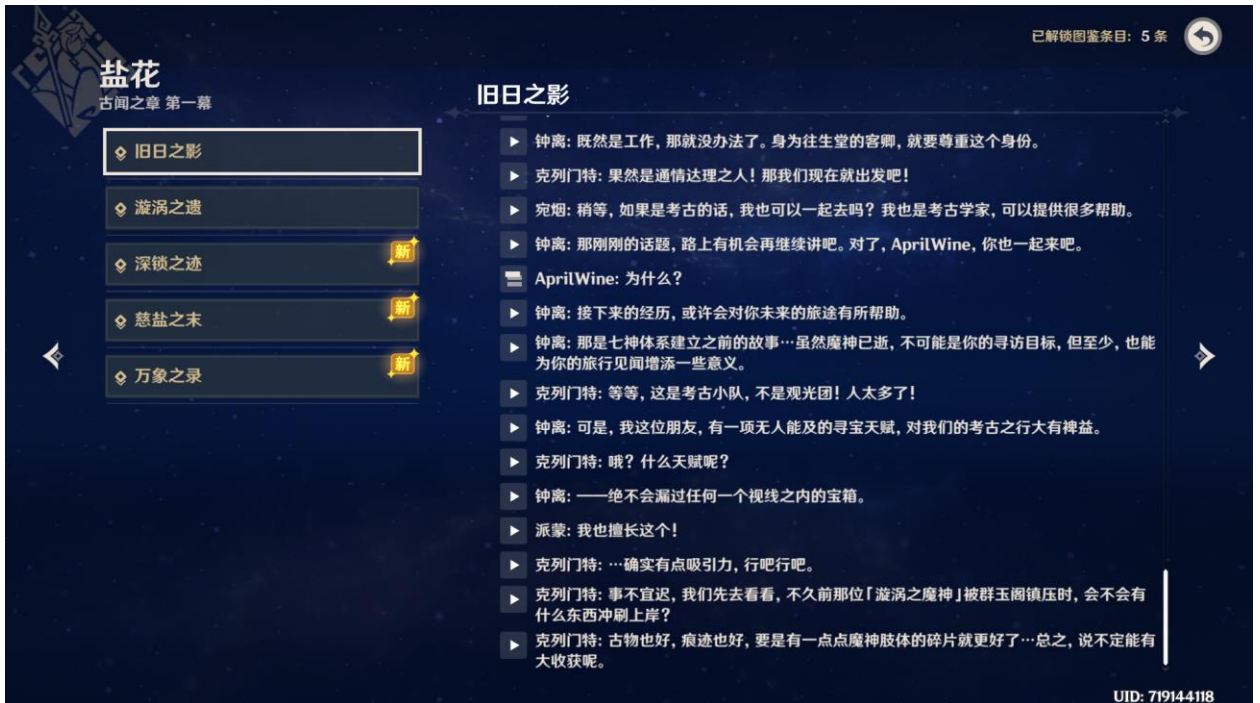 已解锁图鉴条目: 5 条
盐花
古闻之章 第一幕
旧日之影
漩涡之遗
深锁之迹
新
慈盐之末
新
万象之录
新
旧日之影
钟离: 既然是工作, 那就没办法了。身为往生堂的客卿, 就要尊重这个身份。
克列门特: 果然是通情达理之人! 那我们现在就出发吧!
宛烟: 稍等, 如果是考古的话, 我也可以一起去吗? 我也是考古学家, 可以提供很多帮助。
钟离: 那刚刚的话题, 路上有机会再继续讲吧。对了, AprilWine, 你也一起来吧。
AprilWine: 为什么?
钟离: 接下来的经历, 或许会对你未来的旅途有所帮助。
钟离: 那是七神体系建立之前的故事…虽然魔神已逝, 不可能是你的寻访目标, 但至少, 也能
为你的旅行见闻增添一些意义。
克列门特: 等等, 这是考古小队, 不是观光团! 人太多了!
钟离: 可是, 我这位朋友, 有一项无人能及的寻宝天赋, 对我们的考古之行大有裨益。
克列门特: 哦? 什么天赋呢?
钟离: ——绝不会漏过任何一个视线之内的宝箱。
派蒙: 我也擅长这个!
克列门特: …确实有点吸引力, 行吧行吧。
克列门特: 事不宜迟, 我们先去看看, 不久前那位「漩涡之魔神」被群玉阁镇压时, 会不会有
什么东西冲刷上岸?
克列门特: 古物也好, 痕迹也好, 要是有一点点魔神肢体的碎片就更好了…总之, 说不定能有
大收获呢。
UID: 719144118